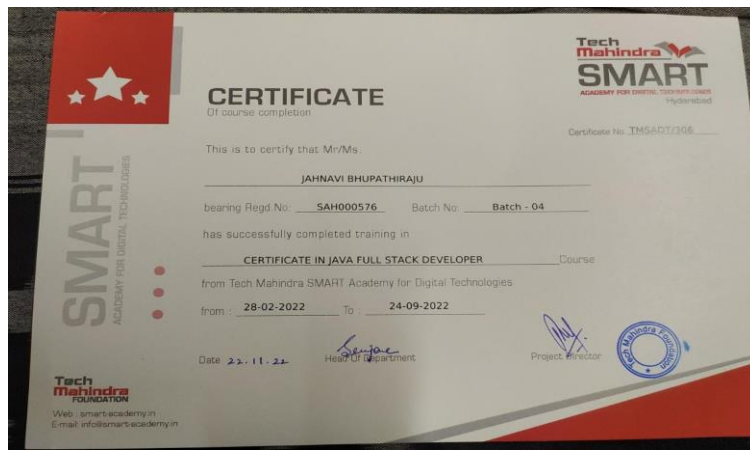 Tech
Mahindra
SMART
ACADEMY FOR DIGITAL TECHNOLOGIES
Hyderabad
CERTIFICATE
Of course completion
Certificate No. TMSADT/306
This is to certify that Mr/Ms.
JAHNAVI BHUPATHIRAJU
bearing Regd.No: SAH000576 Batch No: Batch - 04
has successfully completed training in
CERTIFICATE IN JAVA FULL STACK DEVELOPER Course
from Tech Mahindra SMART Academy for Digital Technologies
from : 28-02-2022 To : 24-09-2022
Date 22.11.22 Head Of Department Project Director
Tech Mahindra Foundation
SMART
ACADEMY FOR DIGITAL TECHNOLOGIES
Tech
Mahindra
FOUNDATION
Web : smart-academy.in
E-mail: info@smart-academy.in